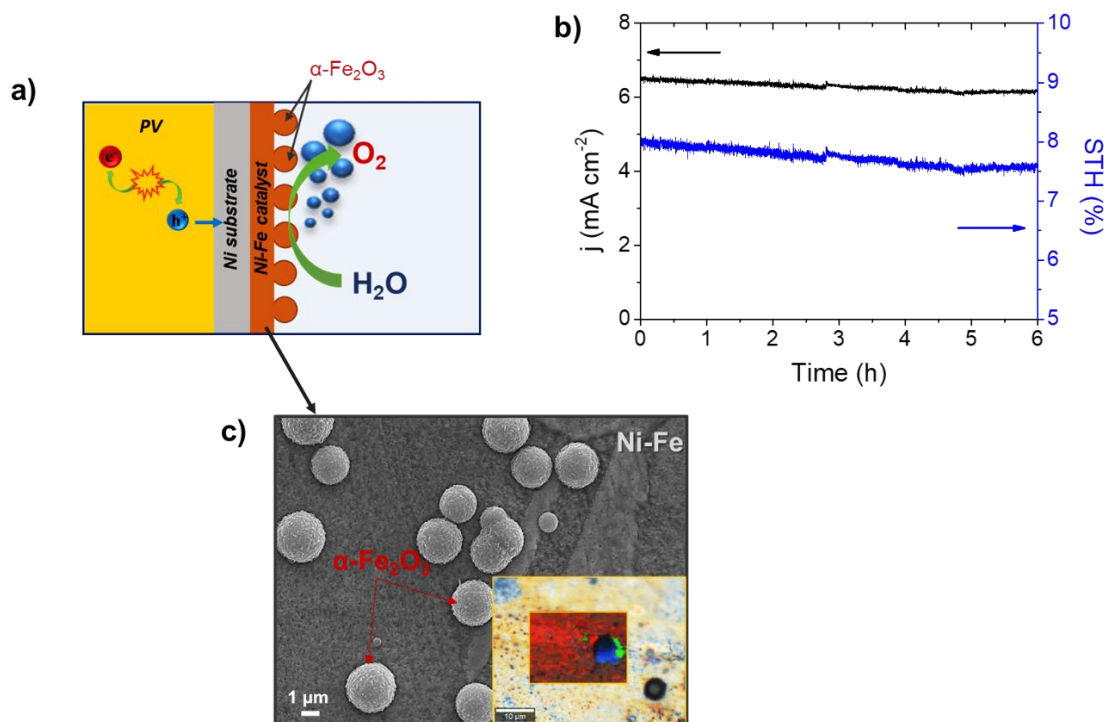 a)
α-Fe₂O₃
PV
e⁻
h⁺
Ni substrate
Ni-Fe catalyst
O₂
H₂O
b)
8
6
4
2
0
j (mA cm⁻²)
0 1 2 3 4 5 6
Time (h)
10
9
8
7
6
5
STH (%)
c)
Ni-Fe
α-Fe₂O₃
1 µm
10 µm